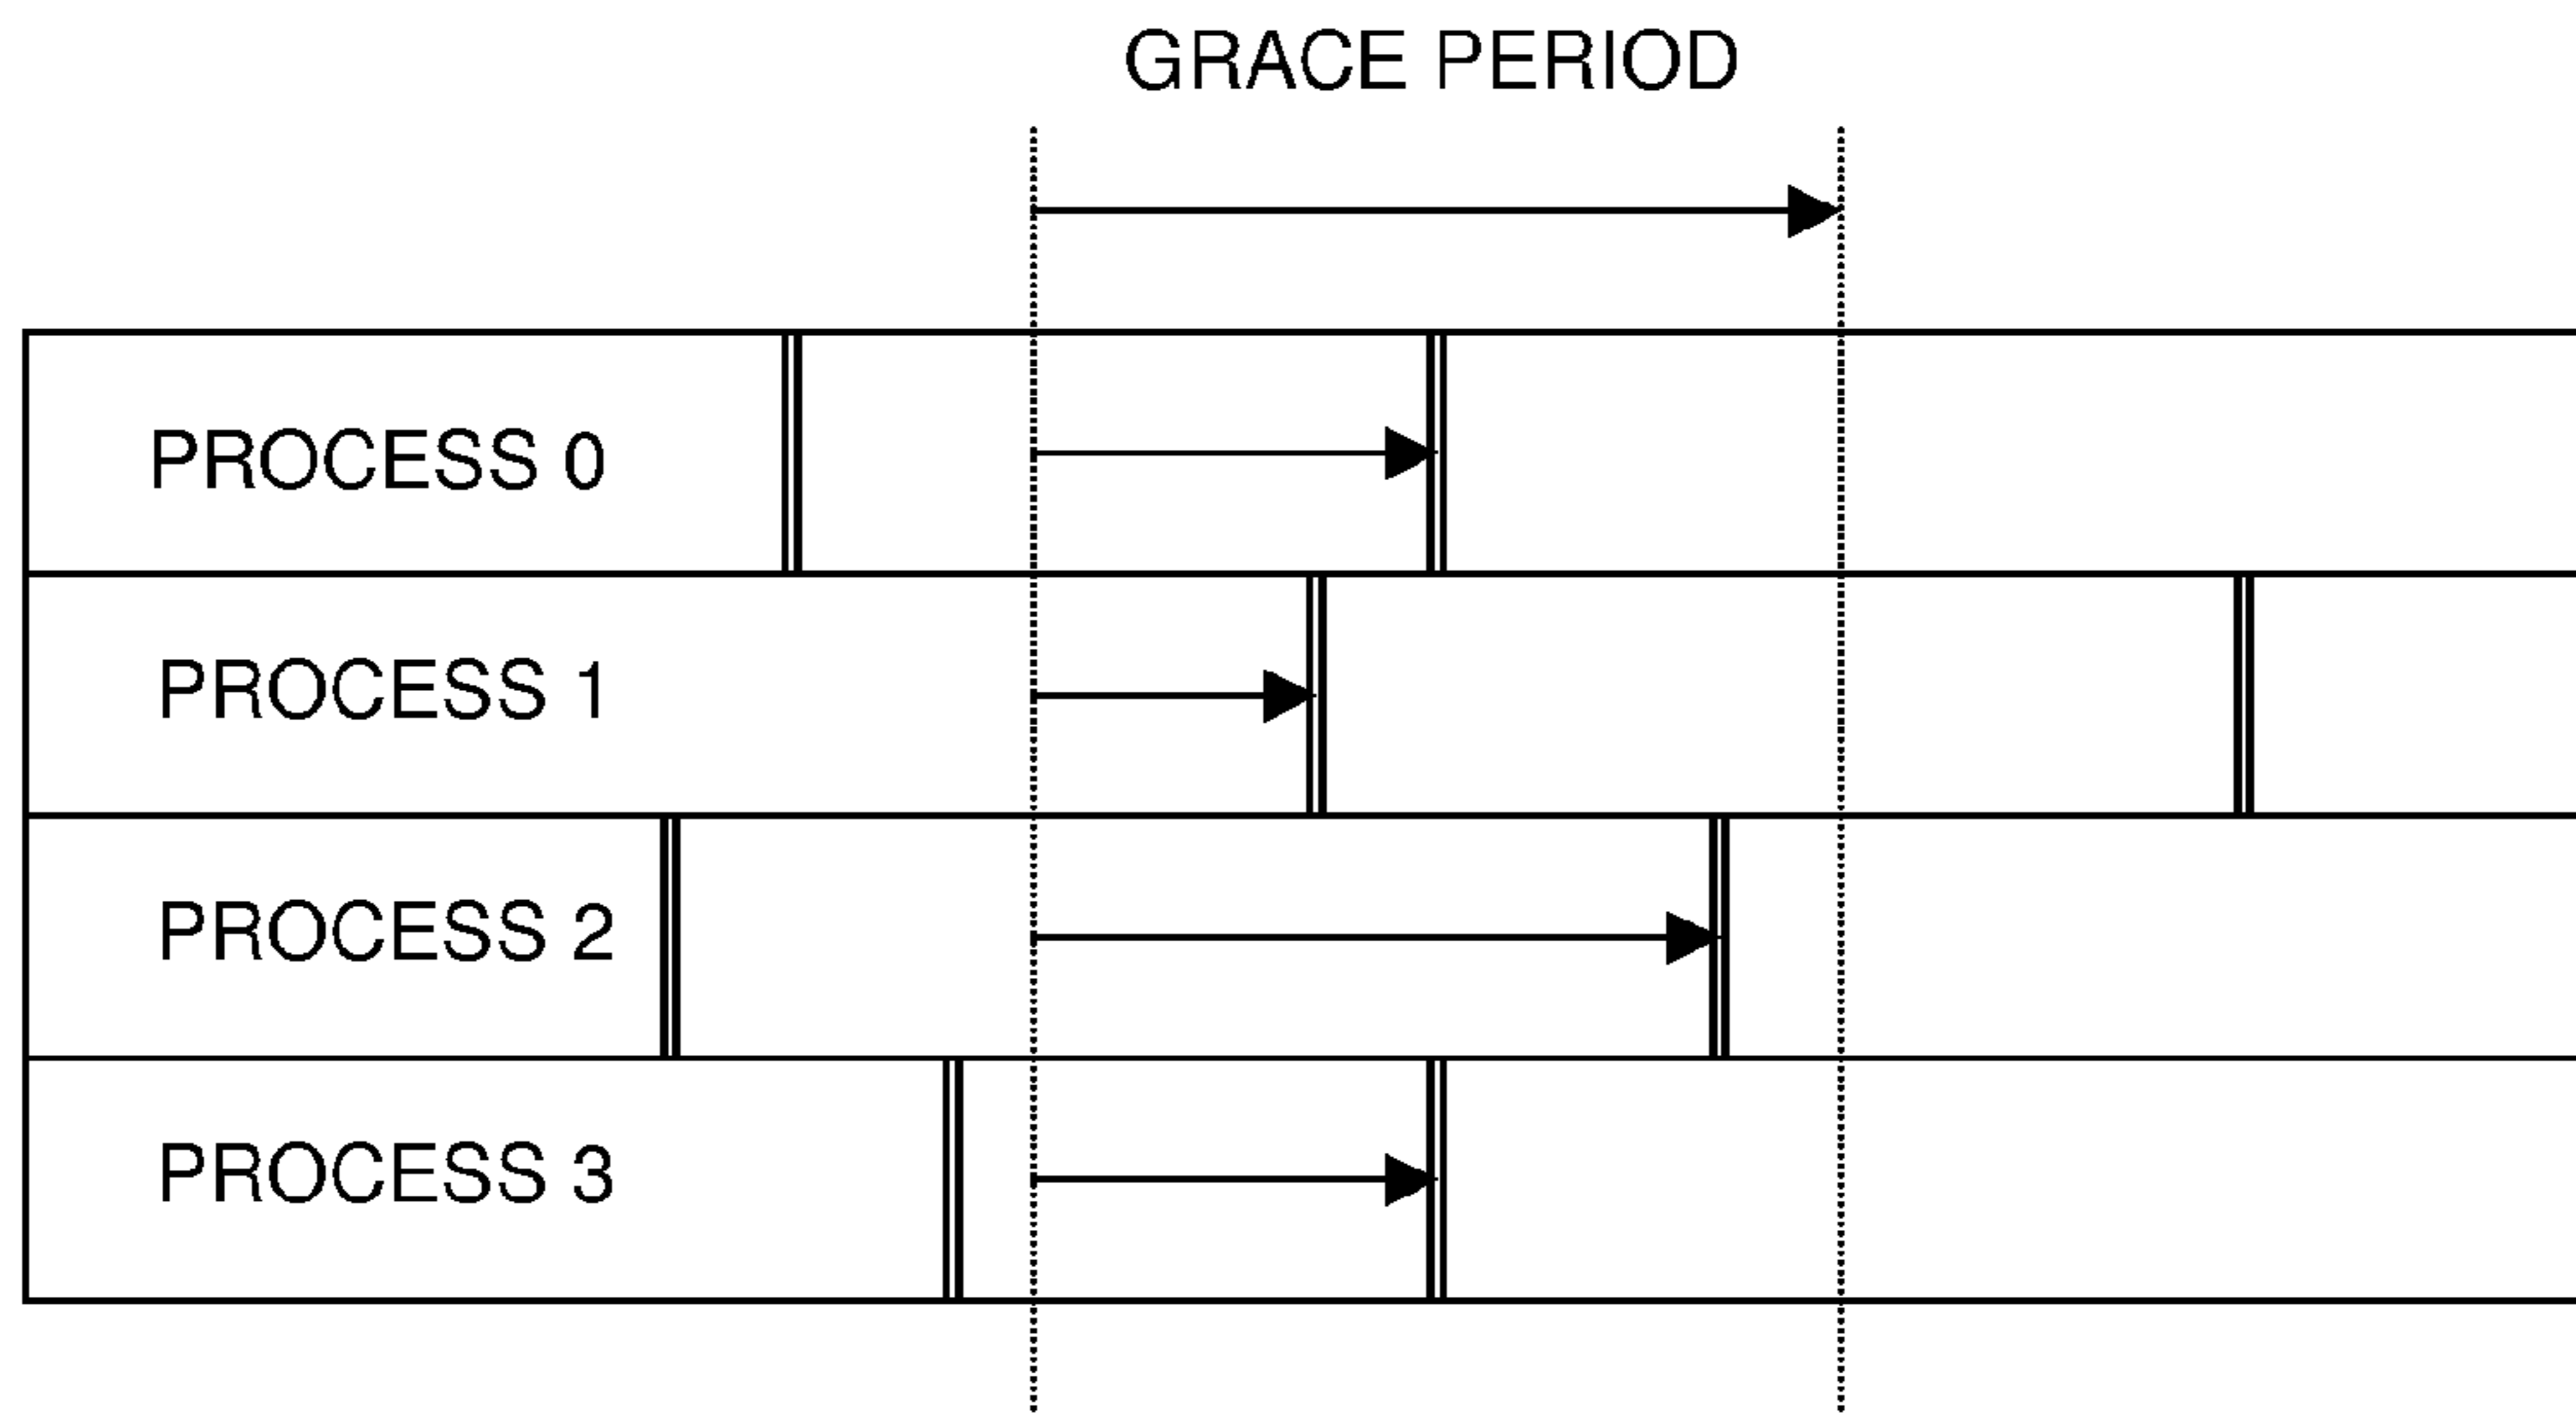 GRACE PERIOD
PROCESS 0
PROCESS 1
PROCESS 2
PROCESS 3